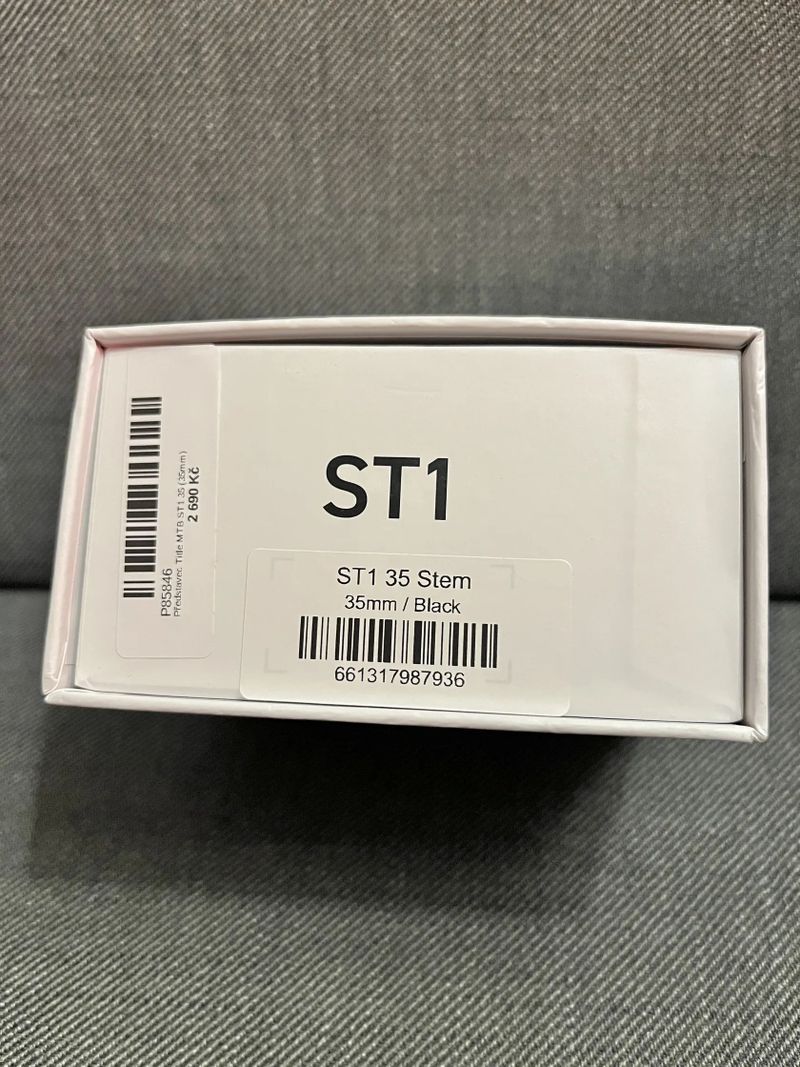 ST1
ST1 35 Stem
35mm / Black
661317987936
P85846
Představec Title MTB ST1 35 (35mm)
2 690 Kč